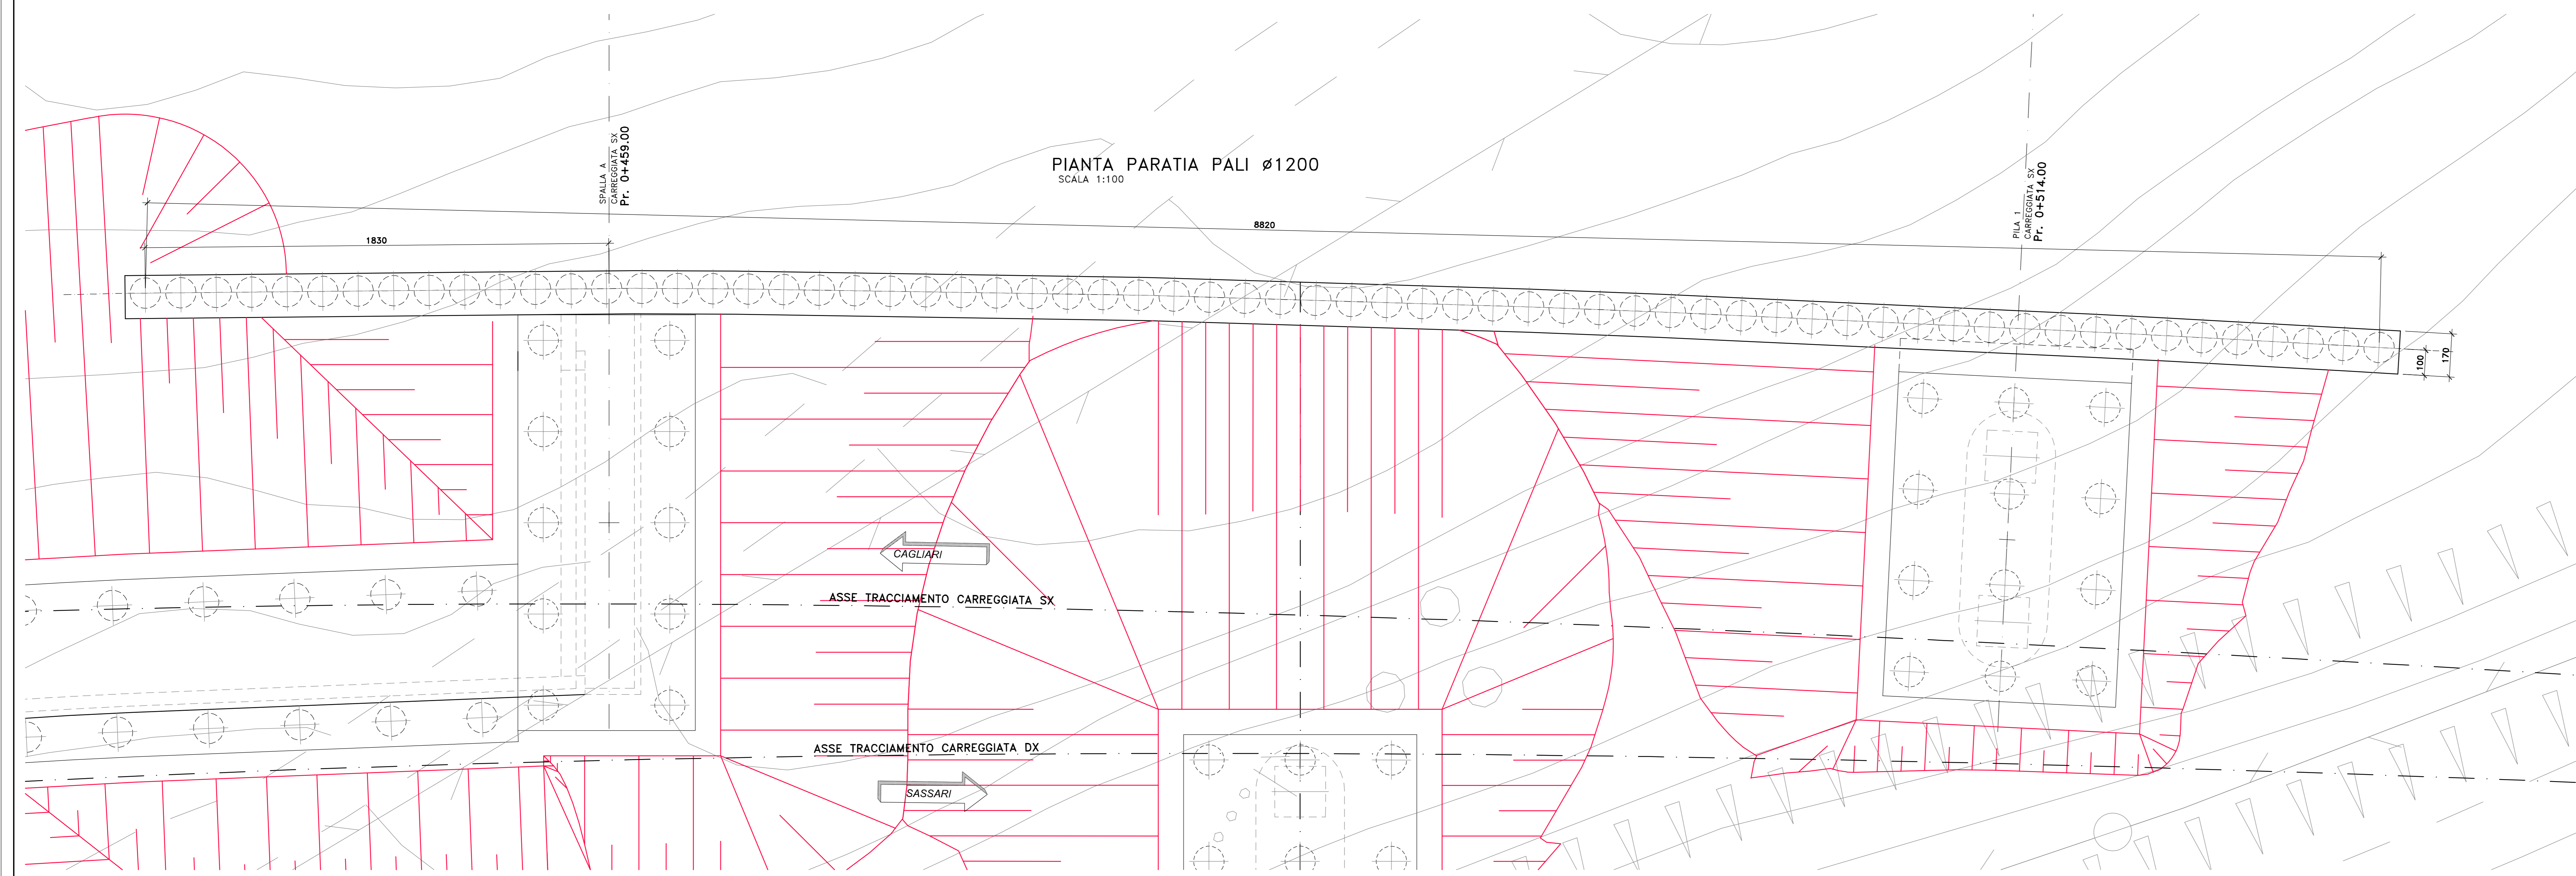 PIANTA PARATIA PALI ø1200
SCALA 1:100
SPALLA A
CARREGGIATA SX
Pr. 0+459.00
PILA 1
CARREGGIATA SX
Pr. 0+514.00
8820
1830
100
170
CAGLIARI
ASSE TRACCIAMENTO CARREGGIATA SX
ASSE TRACCIAMENTO CARREGGIATA DX
SASSARI